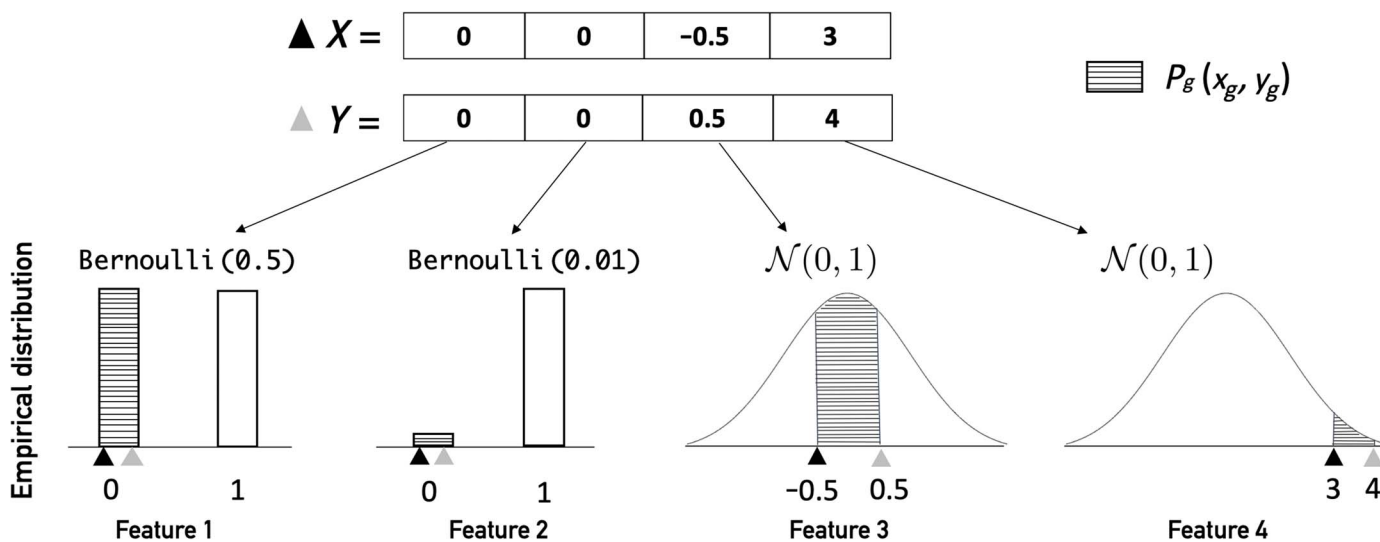 ▲ X = 0 0 −0.5 3
▲ Y = 0 0 0.5 4
P_g (x_g, y_g)
Empirical distribution
Bernoulli(0.5)
0 1
Feature 1
Bernoulli(0.01)
0 1
Feature 2
𝒩(0, 1)
−0.5 0.5
Feature 3
𝒩(0, 1)
3 4
Feature 4